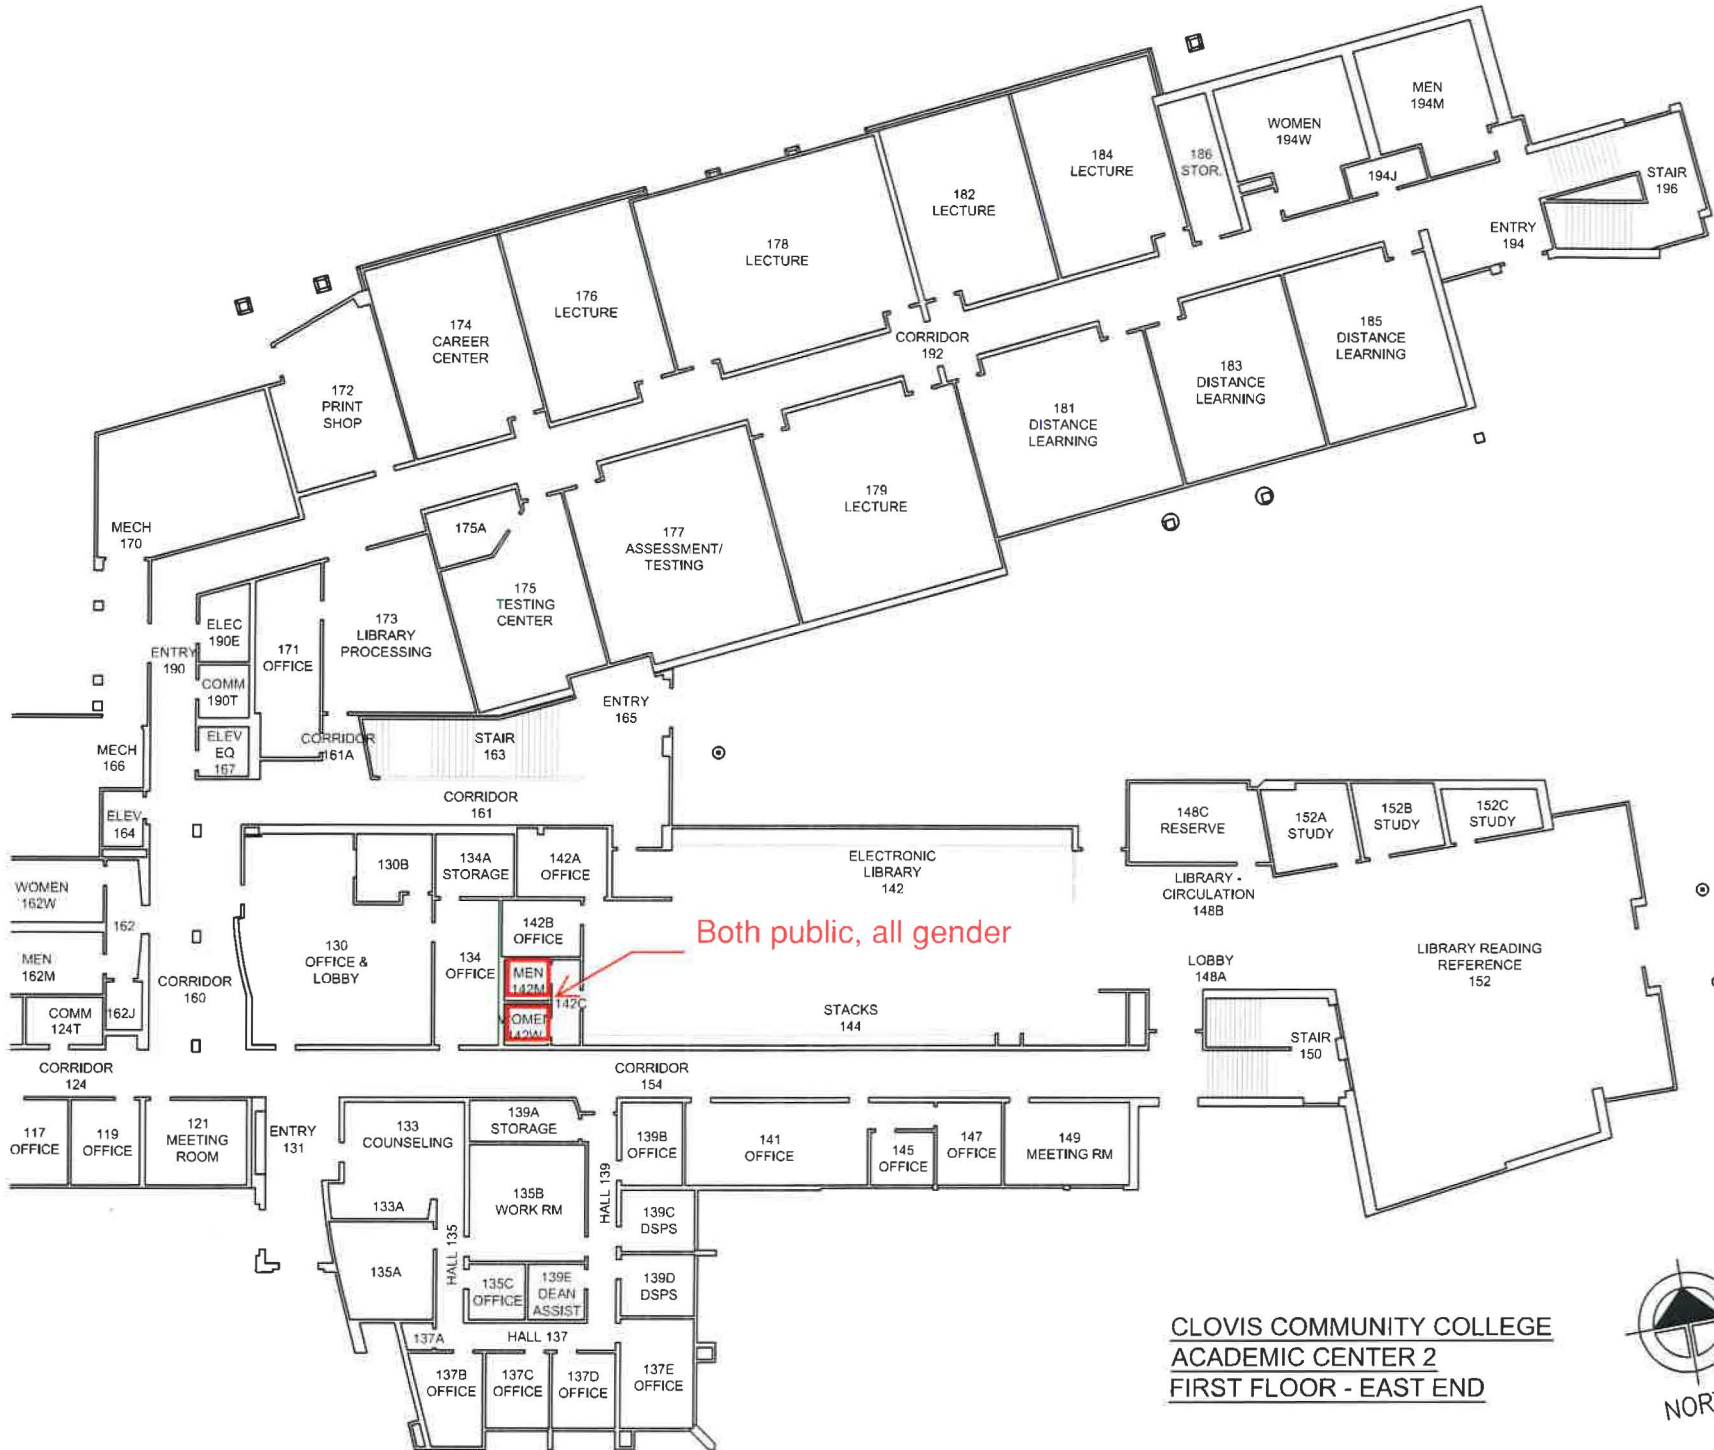 MEN
194M
WOMEN
194W
194J
STAIR
196
ENTRY
194
186
STOR.
184
LECTURE
182
LECTURE
178
LECTURE
176
LECTURE
174
CAREER
CENTER
172
PRINT
SHOP
CORRIDOR
192
185
DISTANCE
LEARNING
183
DISTANCE
LEARNING
181
DISTANCE
LEARNING
179
LECTURE
177
ASSESSMENT/
TESTING
175A
175
TESTING
CENTER
173
LIBRARY
PROCESSING
MECH
170
ELEC
190E
171
OFFICE
ENTRY
190
COMM
190T
ELEV
EQ
167
CORRIDOR
161A
STAIR
163
ENTRY
165
MECH
166
ELEV
164
CORRIDOR
161
WOMEN
162W
162
MEN
162M
162J
COMM
124T
CORRIDOR
160
130B
134A
STORAGE
142A
OFFICE
130
OFFICE &
LOBBY
134
OFFICE
142B
OFFICE
MEN
142M
142C
WOMEN
142W
Both public, all gender
ELECTRONIC
LIBRARY
142
STACKS
144
148C
RESERVE
152A
STUDY
152B
STUDY
152C
STUDY
LIBRARY -
CIRCULATION
148B
LOBBY
148A
LIBRARY READING
REFERENCE
152
STAIR
150
CORRIDOR
124
CORRIDOR
154
117
OFFICE
119
OFFICE
121
MEETING
ROOM
ENTRY
131
133
COUNSELING
133A
139A
STORAGE
139B
OFFICE
141
OFFICE
145
OFFICE
147
OFFICE
149
MEETING RM
135B
WORK RM
HALL 139
HALL 135
139C
DSPS
135A
135C
OFFICE
139E
DEAN
ASSIST
139D
DSPS
137A
HALL 137
137B
OFFICE
137C
OFFICE
137D
OFFICE
137E
OFFICE
CLOVIS COMMUNITY COLLEGE
ACADEMIC CENTER 2
FIRST FLOOR - EAST END
NORT